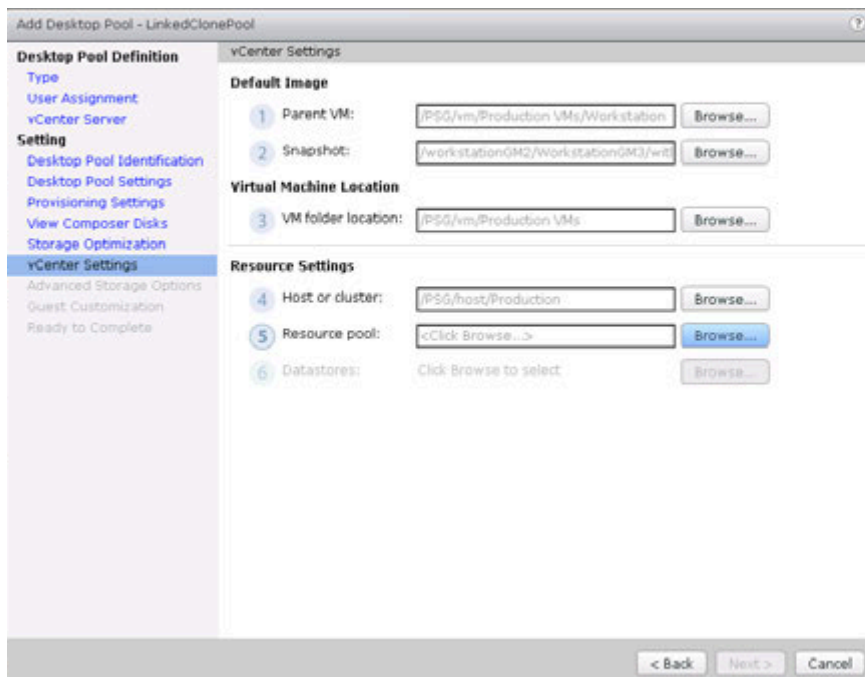 Add Desktop Pool - LinkedClonePool
?
Desktop Pool Definition
Type
User Assignment
vCenter Server
Setting
Desktop Pool Identification
Desktop Pool Settings
Provisioning Settings
View Composer Disks
Storage Optimization
vCenter Settings
Advanced Storage Options
Guest Customization
Ready to Complete
vCenter Settings
Default Image
1 Parent VM: /PSG/vm/Production VMs/Workstation Browse...
2 Snapshot: /workstationGM2/WorkstationGM3/with Browse...
Virtual Machine Location
3 VM folder location: /PSG/vm/Production VMs Browse...
Resource Settings
4 Host or cluster: /PSG/host/Production Browse...
5 Resource pool: <Click Browse...> Browse...
6 Datastores: Click Browse to select Browse...
< Back Next > Cancel